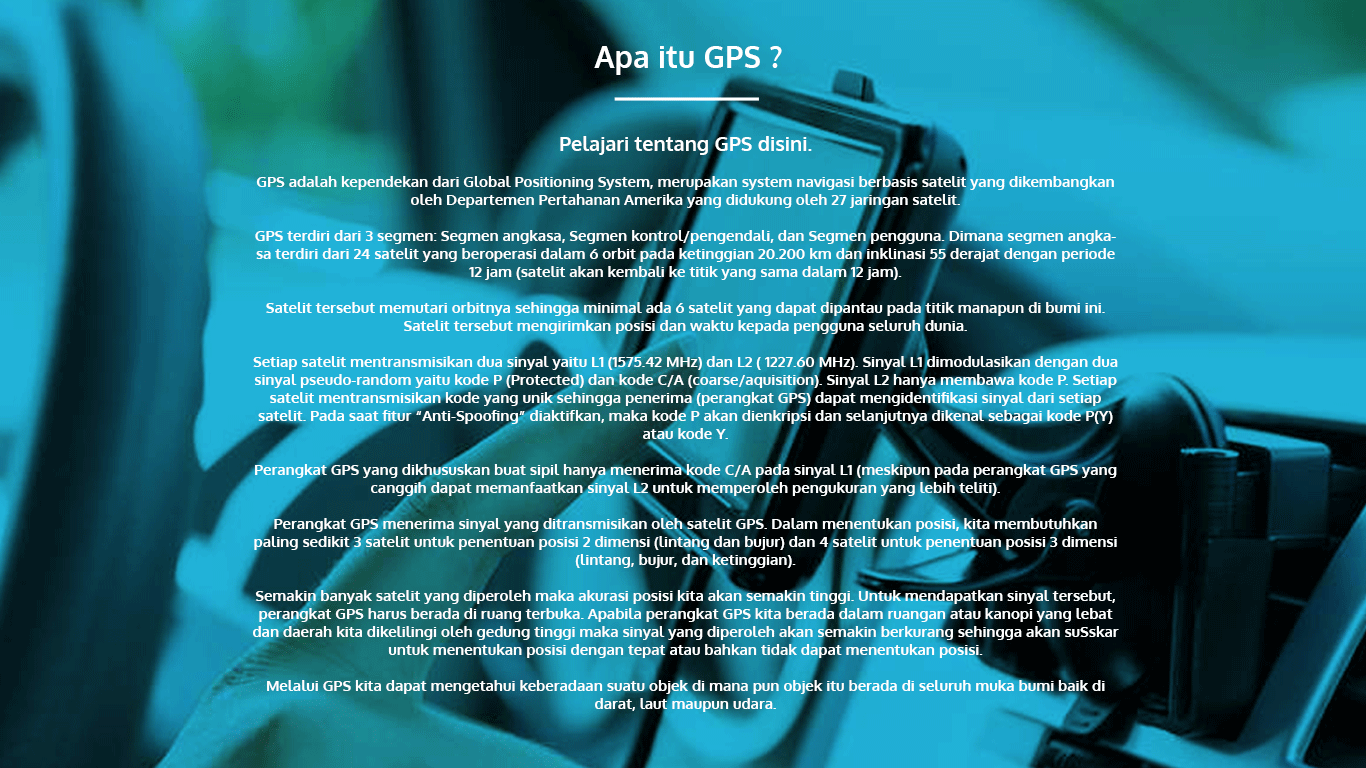 Apa itu GPS ?
Pelajari tentang GPS disini.
GPS adalah kependekan dari Global Positioning System, merupakan system navigasi berbasis satelit yang dikembangkan
oleh Departemen Pertahanan Amerika yang didukung oleh 27 jaringan satelit.
GPS terdiri dari 3 segmen: Segmen angkasa, Segmen kontrol/pengendali, dan Segmen pengguna. Dimana segmen angka-
sa terdiri dari 24 satelit yang beroperasi dalam 6 orbit pada ketinggian 20.200 km dan inklinasi 55 derajat dengan periode
12 jam (satelit akan kembali ke titik yang sama dalam 12 jam).
Satelit tersebut memutari orbitnya sehingga minimal ada 6 satelit yang dapat dipantau pada titik manapun di bumi ini.
Satelit tersebut mengirimkan posisi dan waktu kepada pengguna seluruh dunia.
Setiap satelit mentransmisikan dua sinyal yaitu L1 (1575.42 MHz) dan L2 ( 1227.60 MHz). Sinyal L1 dimodulasikan dengan dua
sinyal pseudo-random yaitu kode P (Protected) dan kode C/A (coarse/aquisition). Sinyal L2 hanya membawa kode P. Setiap
satelit mentransmisikan kode yang unik sehingga penerima (perangkat GPS) dapat mengidentifikasi sinyal dari setiap
satelit. Pada saat fitur “Anti-Spoofing” diaktifkan, maka kode P akan dienkripsi dan selanjutnya dikenal sebagai kode P(Y)
atau kode Y.
Perangkat GPS yang dikhususkan buat sipil hanya menerima kode C/A pada sinyal L1 (meskipun pada perangkat GPS yang
canggih dapat memanfaatkan sinyal L2 untuk memperoleh pengukuran yang lebih teliti).
Perangkat GPS menerima sinyal yang ditransmisikan oleh satelit GPS. Dalam menentukan posisi, kita membutuhkan
paling sedikit 3 satelit untuk penentuan posisi 2 dimensi (lintang dan bujur) dan 4 satelit untuk penentuan posisi 3 dimensi
(lintang, bujur, dan ketinggian).
Semakin banyak satelit yang diperoleh maka akurasi posisi kita akan semakin tinggi. Untuk mendapatkan sinyal tersebut,
perangkat GPS harus berada di ruang terbuka. Apabila perangkat GPS kita berada dalam ruangan atau kanopi yang lebat
dan daerah kita dikelilingi oleh gedung tinggi maka sinyal yang diperoleh akan semakin berkurang sehingga akan suSskar
untuk menentukan posisi dengan tepat atau bahkan tidak dapat menentukan posisi.
Melalui GPS kita dapat mengetahui keberadaan suatu objek di mana pun objek itu berada di seluruh muka bumi baik di
darat, laut maupun udara.